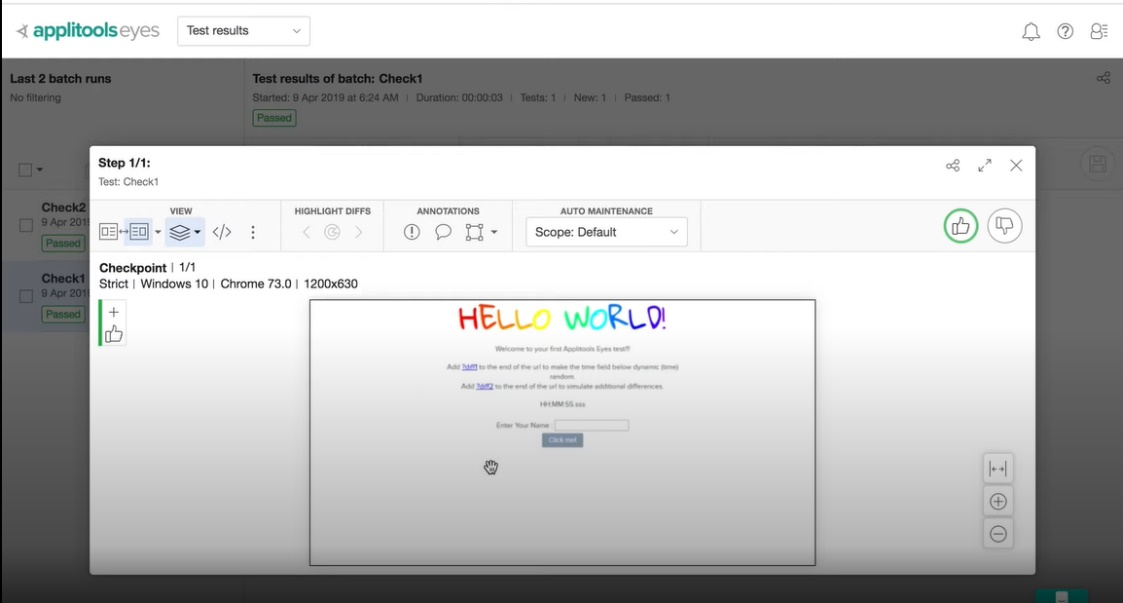 applitools eyes
Test results
Last 2 batch runs
No filtering
Test results of batch: Check1
Started: 9 Apr 2019 at 6:24 AM | Duration: 00:00:03 | Tests: 1 | New: 1 | Passed: 1
Passed
Check2
9 Apr 201
Passed
Check1
9 Apr 201
Passed
Step 1/1:
Test: Check1
VIEW
HIGHLIGHT DIFFS
ANNOTATIONS
AUTO MAINTENANCE
Scope: Default
Checkpoint | 1/1
Strict | Windows 10 | Chrome 73.0 | 1200x630
HELLO WORLD!
Welcome to your first Applitools Eyes test!!!
Add ?diff1 to the end of the url to make the time field below dynamic (time)
random.
Add ?diff2 to the end of the url to simulate additional differences.
HH:MM:SS.sss
Enter Your Name
Click me!